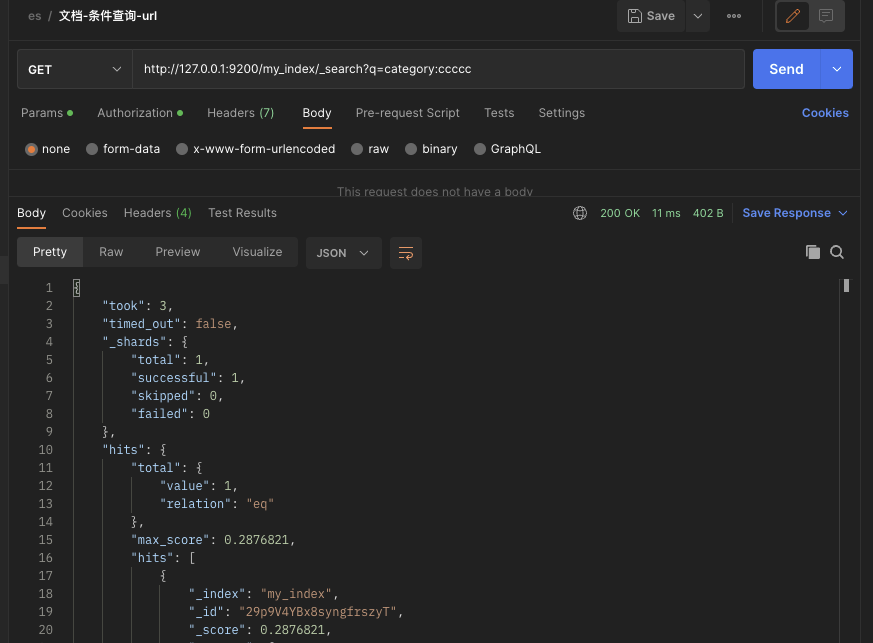 es / 文档-条件查询-url
Save
GET http://127.0.0.1:9200/my_index/_search?q=category:ccccc Send
Params Authorization Headers (7) Body Pre-request Script Tests Settings Cookies
none form-data x-www-form-urlencoded raw binary GraphQL
This request does not have a body
Body Cookies Headers (4) Test Results 200 OK 11 ms 402 B Save Response
Pretty Raw Preview Visualize JSON
1 {
2 "took": 3,
3 "timed_out": false,
4 "_shards": {
5 "total": 1,
6 "successful": 1,
7 "skipped": 0,
8 "failed": 0
9 },
10 "hits": {
11 "total": {
12 "value": 1,
13 "relation": "eq"
14 },
15 "max_score": 0.2876821,
16 "hits": [
17 {
18 "_index": "my_index",
19 "_id": "29p9V4YBx8syngfrszyT",
20 "_score": 0.2876821,